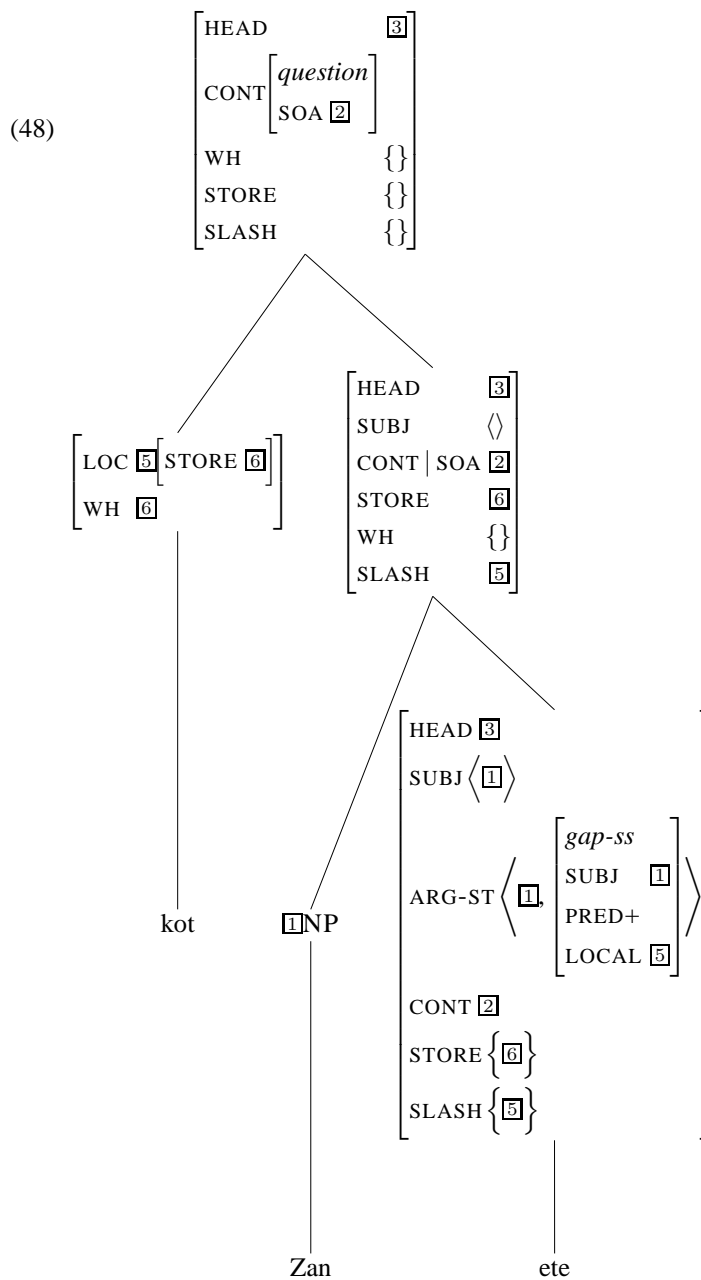 (48)
HEAD 3
CONT [question
SOA 2]
WH {}
STORE {}
SLASH {}
LOC 5[STORE 6]
WH 6
HEAD 3
SUBJ ⟨⟩
CONT | SOA 2
STORE 6
WH {}
SLASH 5
HEAD 3
SUBJ ⟨1⟩
ARG-ST ⟨1, [gap-ss
SUBJ 1
PRED+
LOCAL 5]⟩
CONT 2
STORE {6}
SLASH {5}
kot 1NP
Zan ete